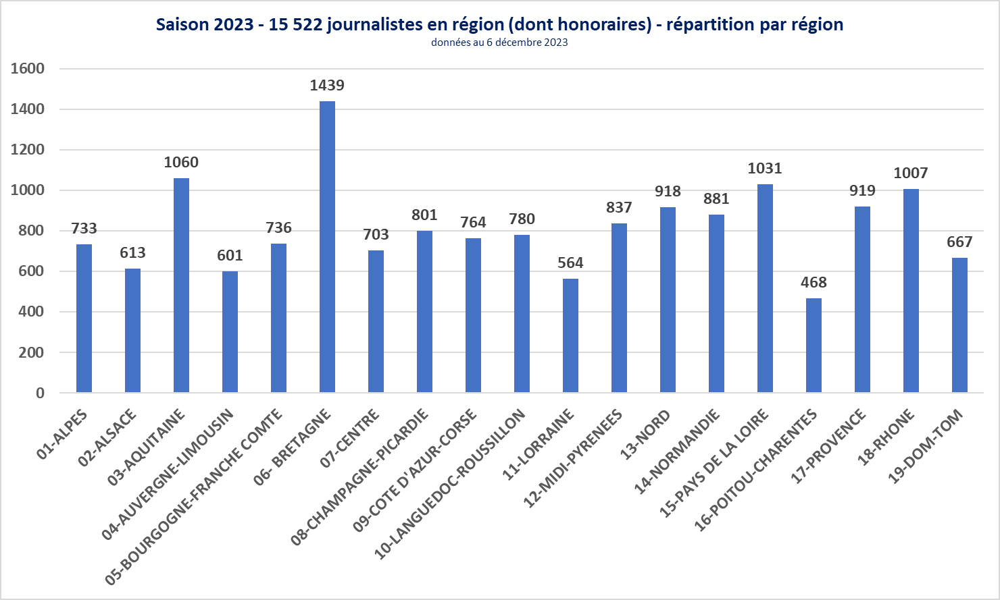 Saison 2023 - 15 522 journalistes en région (dont honoraires) - répartition par région
données au 6 décembre 2023
1600
1400
1200
1000
800
600
400
200
0
733
613
1060
601
736
1439
703
801
764
780
564
837
918
881
1031
468
919
1007
667
01-ALPES
02-ALSACE
03-AQUITAINE
04-AUVERGNE-LIMOUSIN
05-BOURGOGNE-FRANCHE COMTE
06- BRETAGNE
07-CENTRE
08-CHAMPAGNE-PICARDIE
09-COTE D'AZUR-CORSE
10-LANGUEDOC-ROUSSILLON
11-LORRAINE
12-MIDI-PYRENEES
13-NORD
14-NORMANDIE
15-PAYS DE LA LOIRE
16-POITOU-CHARENTES
17-PROVENCE
18-RHONE
19-DOM-TOM